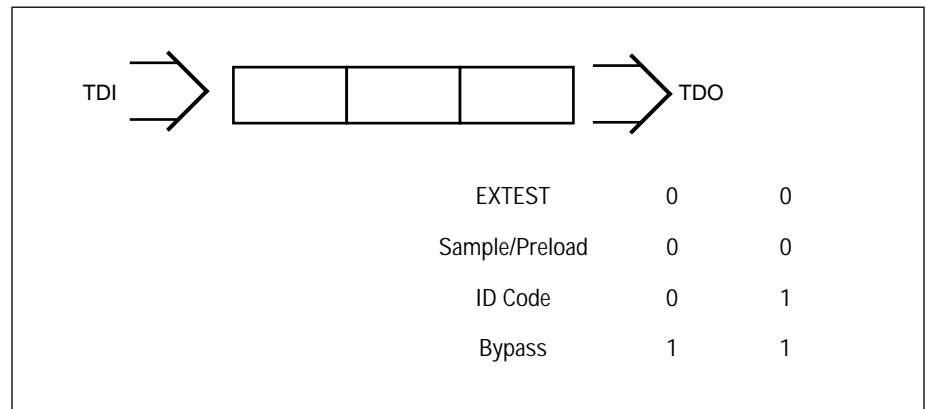 TDI TDO
EXTEST 0 0
Sample/Preload 0 0
ID Code 0 1
Bypass 1 1